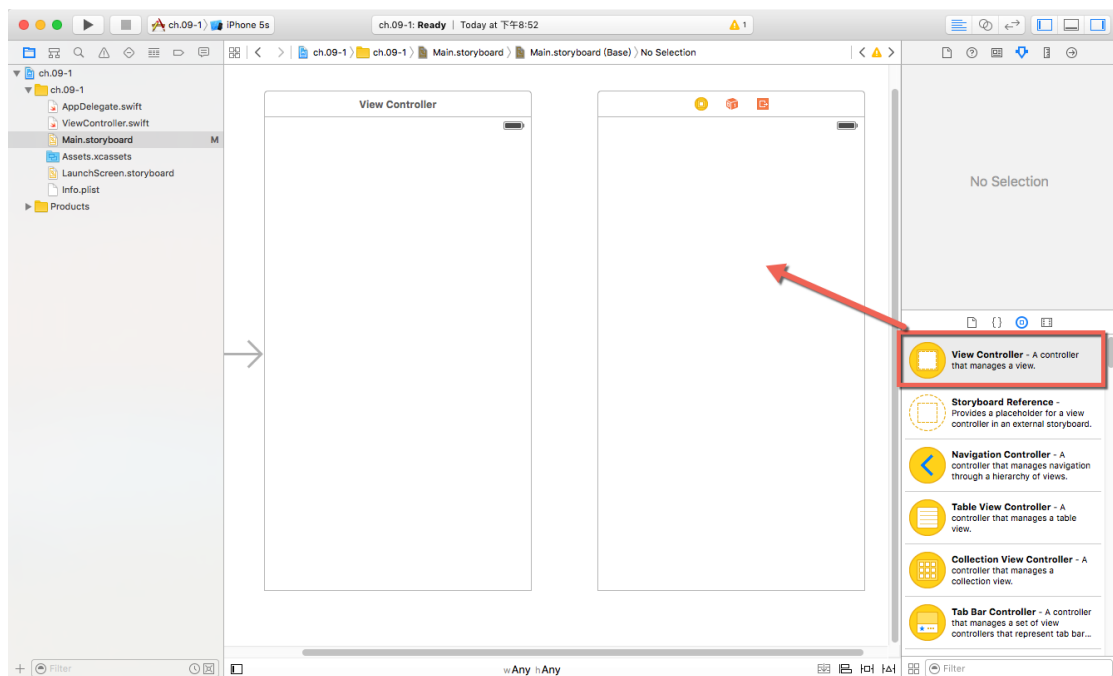 ch.09-1 〉 iPhone 5s
ch.09-1: Ready | Today at 下午8:52
1
ch.09-1 〉 ch.09-1 〉 Main.storyboard 〉 Main.storyboard (Base) 〉 No Selection
ch.09-1
ch.09-1
AppDelegate.swift
ViewController.swift
Main.storyboard M
Assets.xcassets
LaunchScreen.storyboard
Info.plist
Products
View Controller
No Selection
View Controller - A controller
that manages a view.
Storyboard Reference -
Provides a placeholder for a view
controller in an external storyboard.
Navigation Controller - A
controller that manages navigation
through a hierarchy of views.
Table View Controller - A
controller that manages a table
view.
Collection View Controller - A
controller that manages a
collection view.
Tab Bar Controller - A controller
that manages a set of view
controllers that represent tab bar...
Filter
wAny hAny
Filter